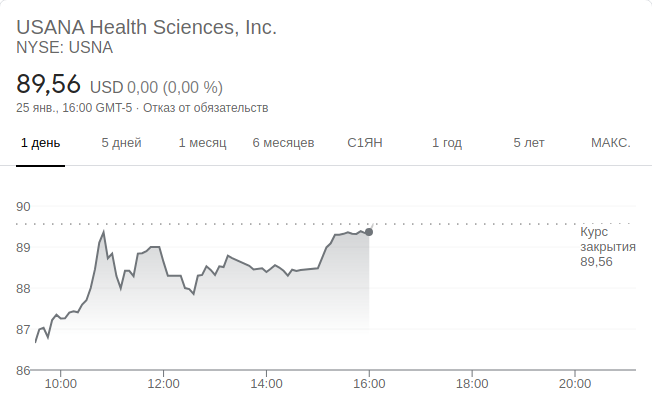 USANA Health Sciences, Inc.
NYSE: USNA
89,56 USD 0,00 (0,00 %)
25 янв., 16:00 GMT-5 · Отказ от обязательств
1 день 5 дней 1 месяц 6 месяцев С1ЯН 1 год 5 лет МАКС.
90
89
88
87
86
Курс
закрытия
89,56
10:00 12:00 14:00 16:00 18:00 20:00